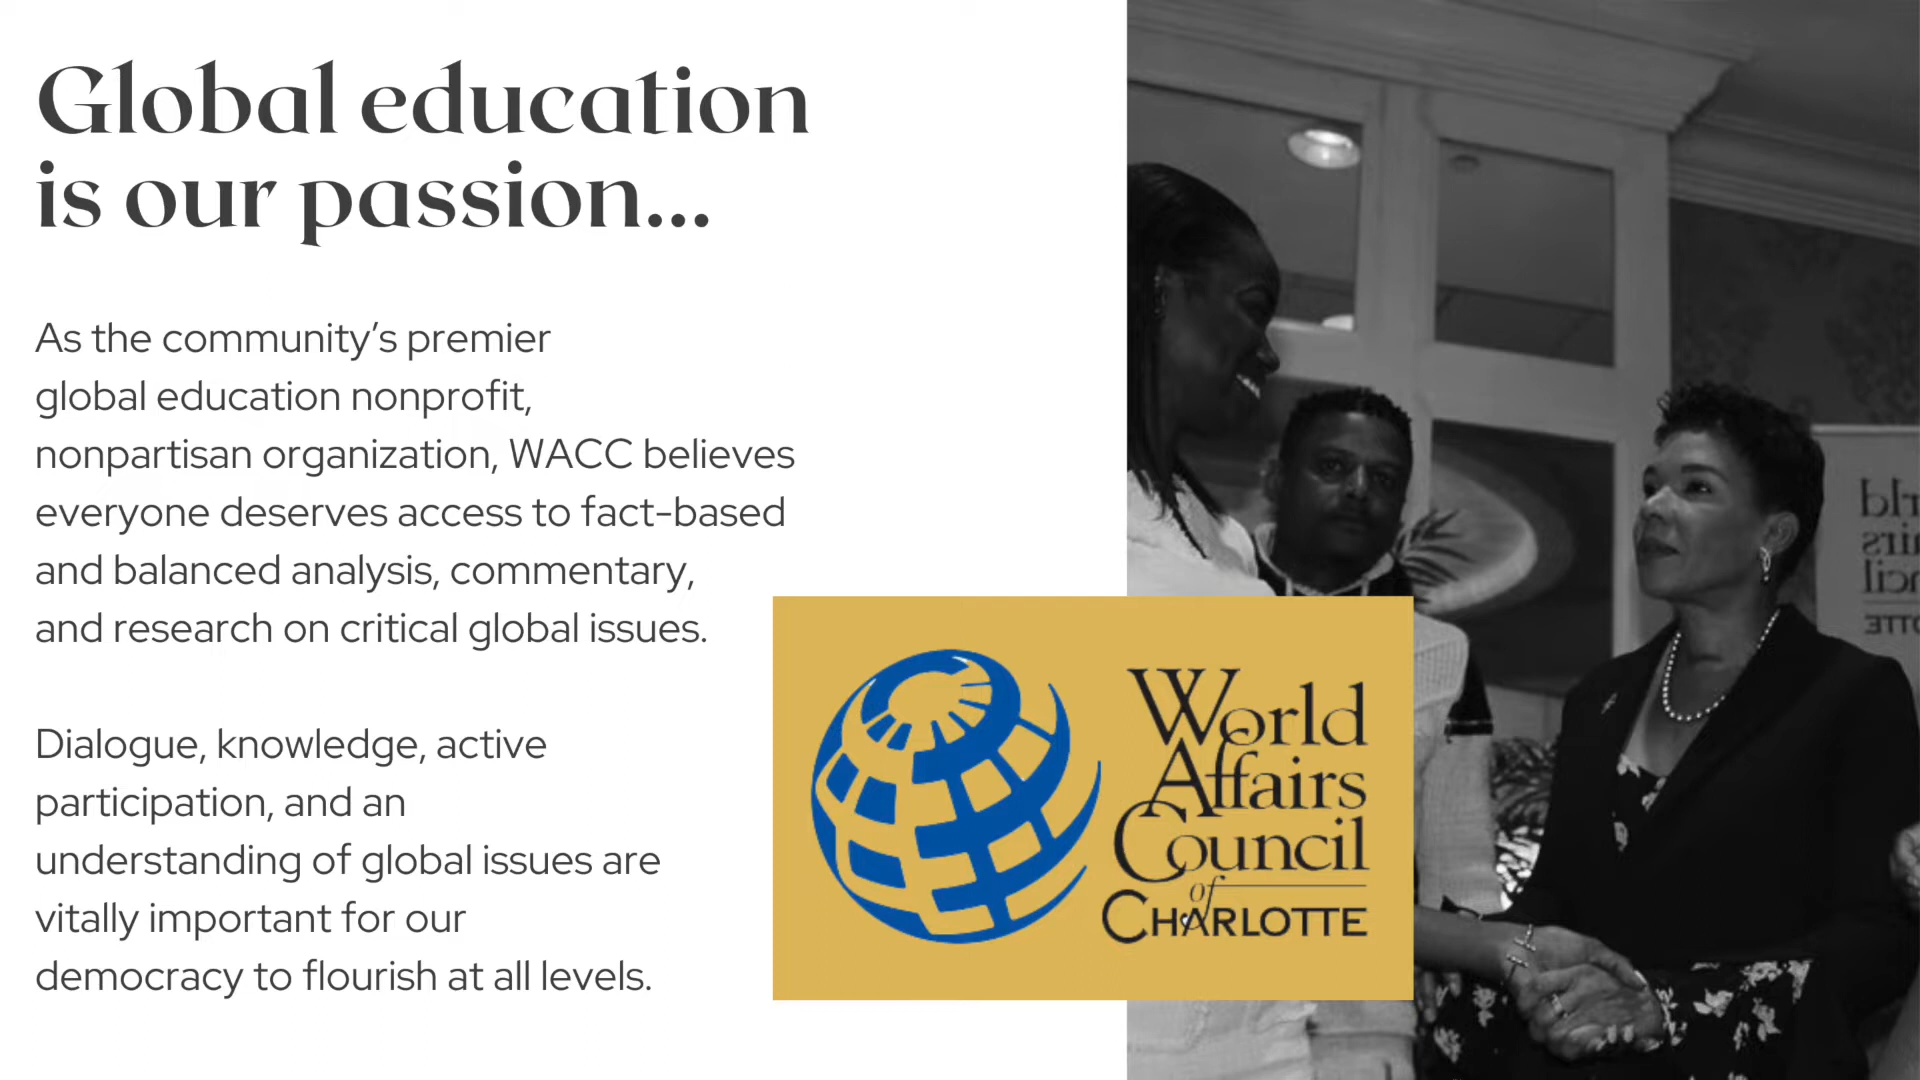 Global education
is our passion...
As the community’s premier
global education nonprofit,
nonpartisan organization, WACC believes
everyone deserves access to fact-based
and balanced analysis, commentary,
and research on critical global issues.
Dialogue, knowledge, active
participation, and an
understanding of global issues are
vitally important for our
democracy to flourish at all levels.
World
Affairs
Council
of
CHARLOTTE